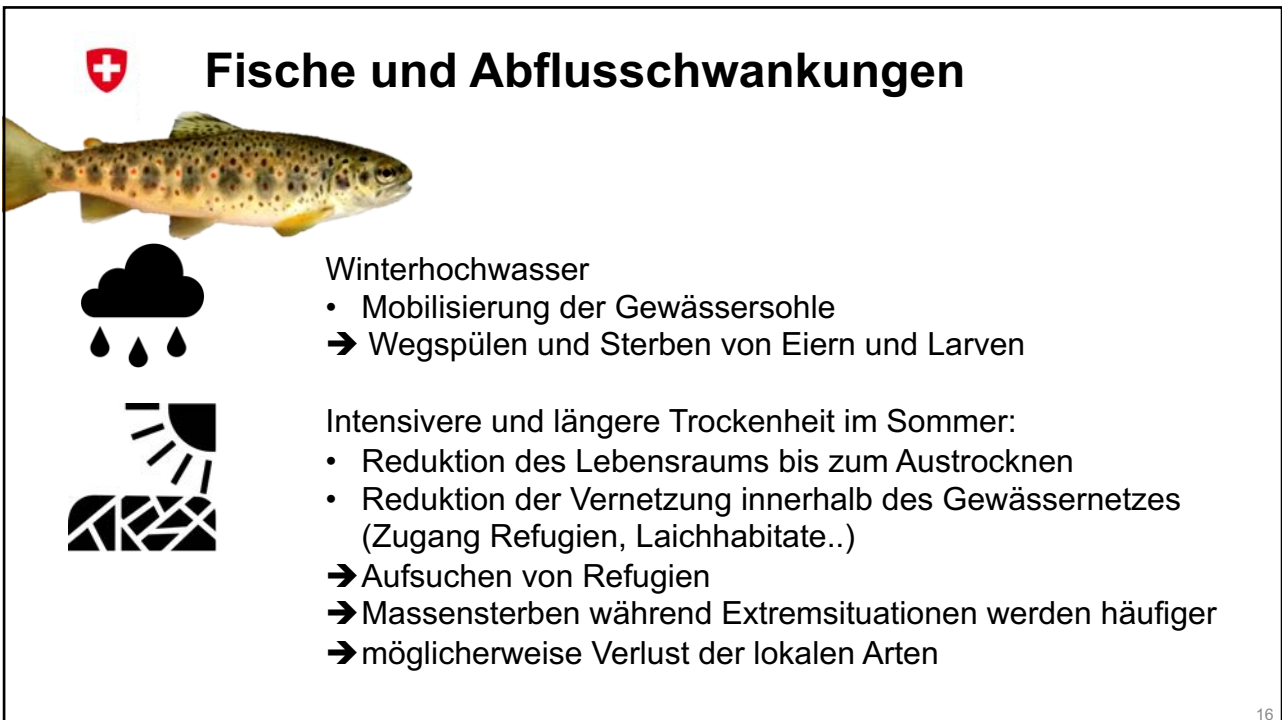 Fische und Abflusschwankungen
Winterhochwasser
• Mobilisierung der Gewässersohle
➔ Wegspülen und Sterben von Eiern und Larven
Intensivere und längere Trockenheit im Sommer:
• Reduktion des Lebensraums bis zum Austrocknen
• Reduktion der Vernetzung innerhalb des Gewässernetzes
(Zugang Refugien, Laichhabitate..)
➔ Aufsuchen von Refugien
➔ Massensterben während Extremsituationen werden häufiger
➔ möglicherweise Verlust der lokalen Arten
16